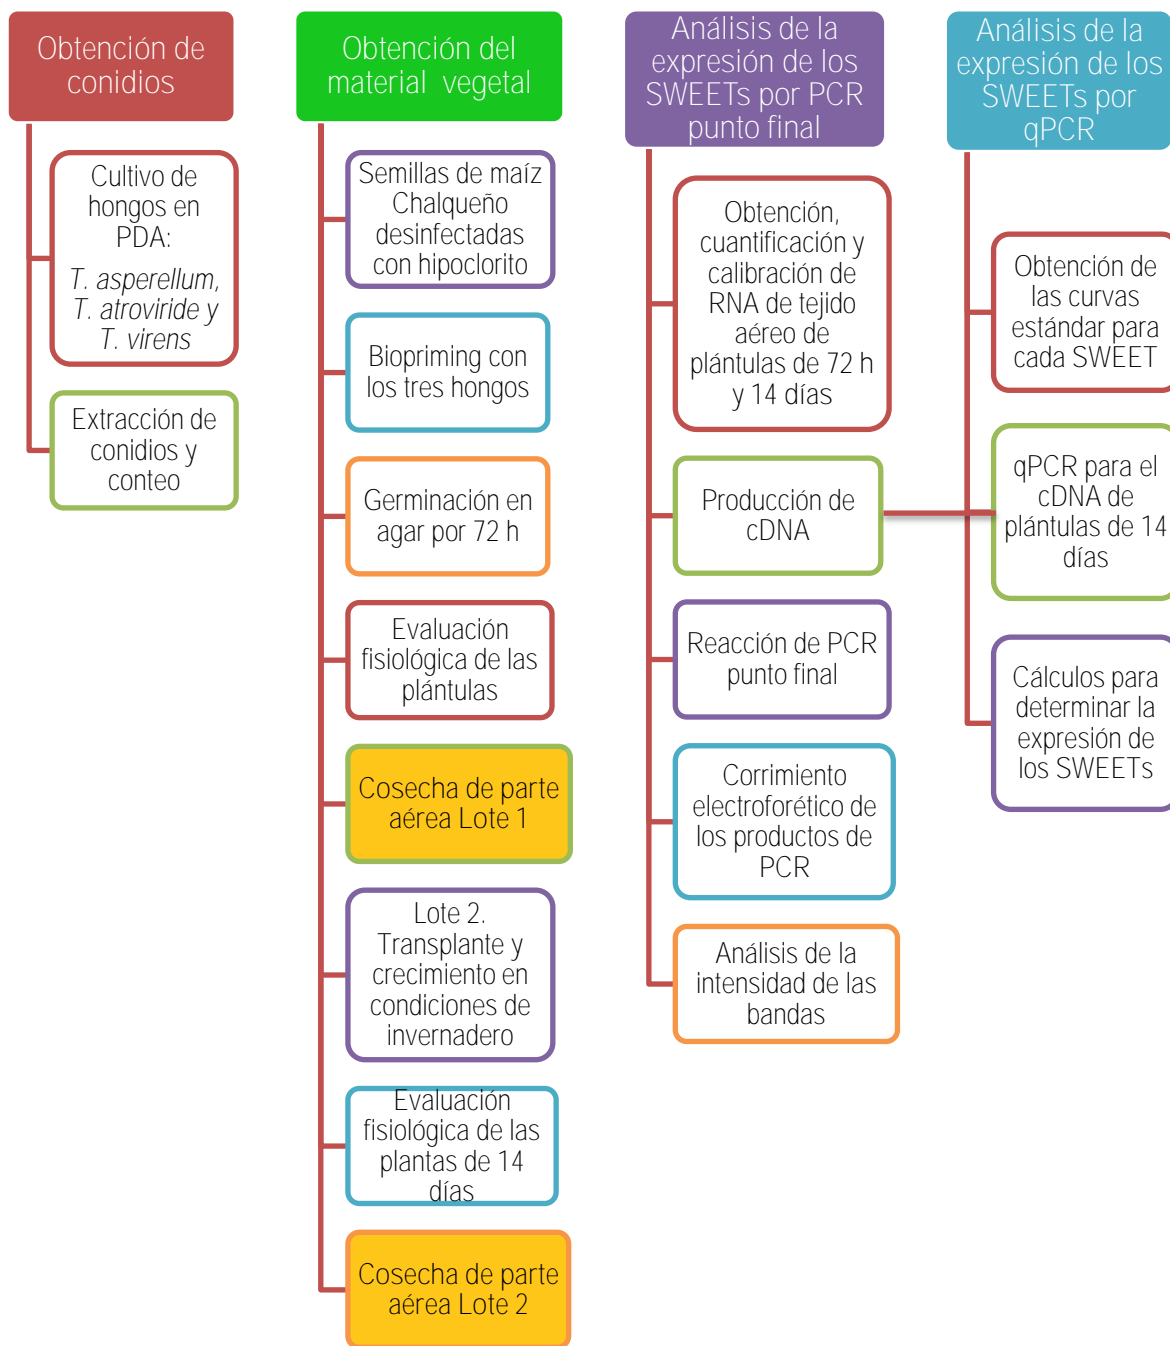 Obtención de
conidios
Cultivo de
hongos en
PDA:
T. asperellum,
T. atroviride y
T. virens
Extracción de
conidios y
conteo
Obtención del
material vegetal
Semillas de maíz
Chalqueño
desinfectadas
con hipoclorito
Biopriming con
los tres hongos
Germinación en
agar por 72 h
Evaluación
fisiológica de las
plántulas
Cosecha de parte
aérea Lote 1
Lote 2.
Transplante y
crecimiento en
condiciones de
invernadero
Evaluación
fisiológica de las
plantas de 14
días
Cosecha de parte
aérea Lote 2
Análisis de la
expresión de los
SWEETs por PCR
punto final
Obtención,
cuantificación y
calibración de
RNA de tejido
aéreo de
plántulas de 72 h
y 14 días
Producción de
cDNA
Reacción de PCR
punto final
Corrimiento
electroforético de
los productos de
PCR
Análisis de la
intensidad de las
bandas
Análisis de la
expresión de los
SWEETs por
qPCR
Obtención de
las curvas
estándar para
cada SWEET
qPCR para el
cDNA de
plántulas de 14
días
Cálculos para
determinar la
expresión de
los SWEETs